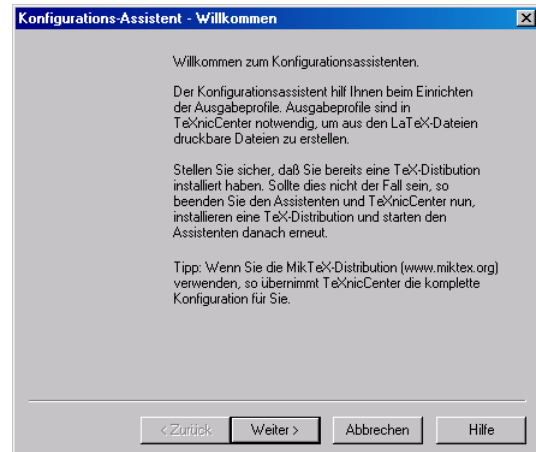 Konfigurations-Assistent - Willkommen
Willkommen zum Konfigurationsassistenten.
Der Konfigurationsassistent hilf Ihnen beim Einrichten
der Ausgabeprofile. Ausgabeprofile sind in
TeXnicCenter notwendig, um aus den LaTeX-Dateien
druckbare Dateien zu erstellen.
Stellen Sie sicher, daß Sie bereits eine TeX-Distibution
installiert haben. Sollte dies nicht der Fall sein, so
beenden Sie den Assistenten und TeXnicCenter nun,
installieren eine TeX-Distribution und starten den
Assistenten danach erneut.
Tipp: Wenn Sie die MikTeX-Distribution (www.miktex.org)
verwenden, so übernimmt TeXnicCenter die komplette
Konfiguration für Sie.
< Zurück Weiter > Abbrechen Hilfe